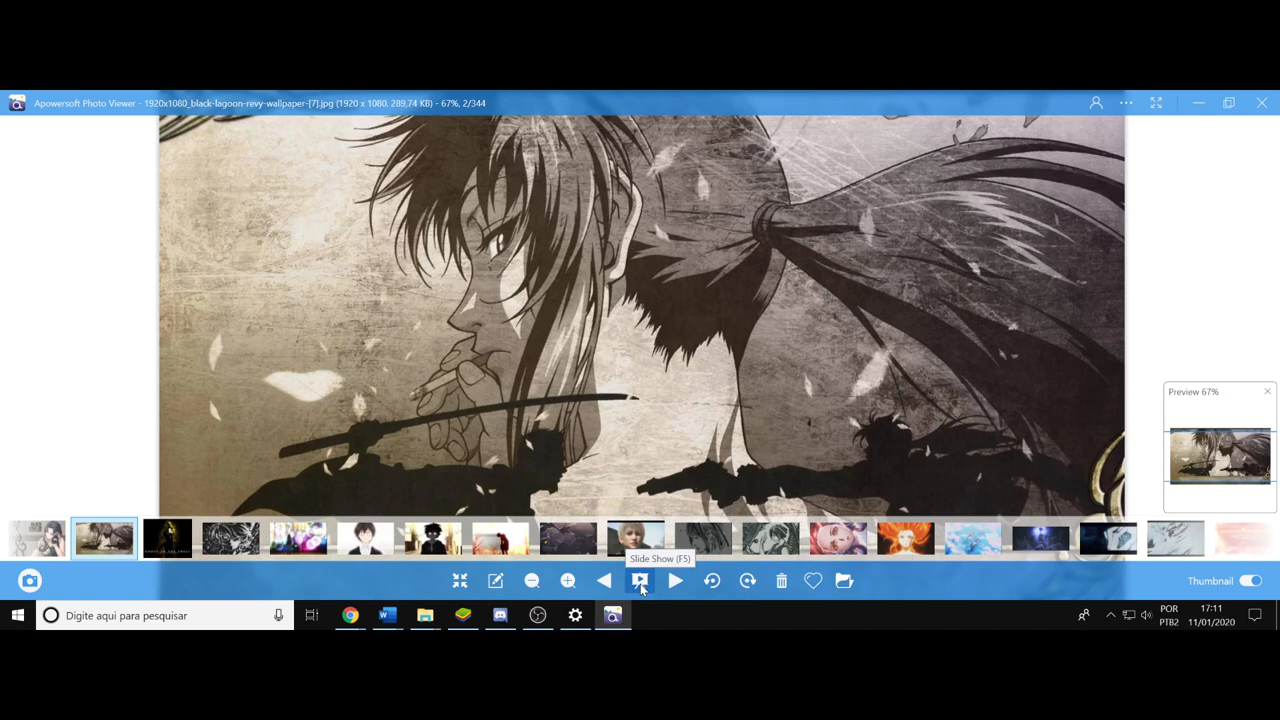 Apowersoft Photo Viewer - 1920x1080_black-lagoon-revy-wallpaper-[7].jpg (1920 x 1080, 289,74 KB) - 67%, 2/344
Preview 67%
Slide Show (F5)
Thumbnail
Digite aqui para pesquisar
POR
PTB2
17:11
11/01/2020